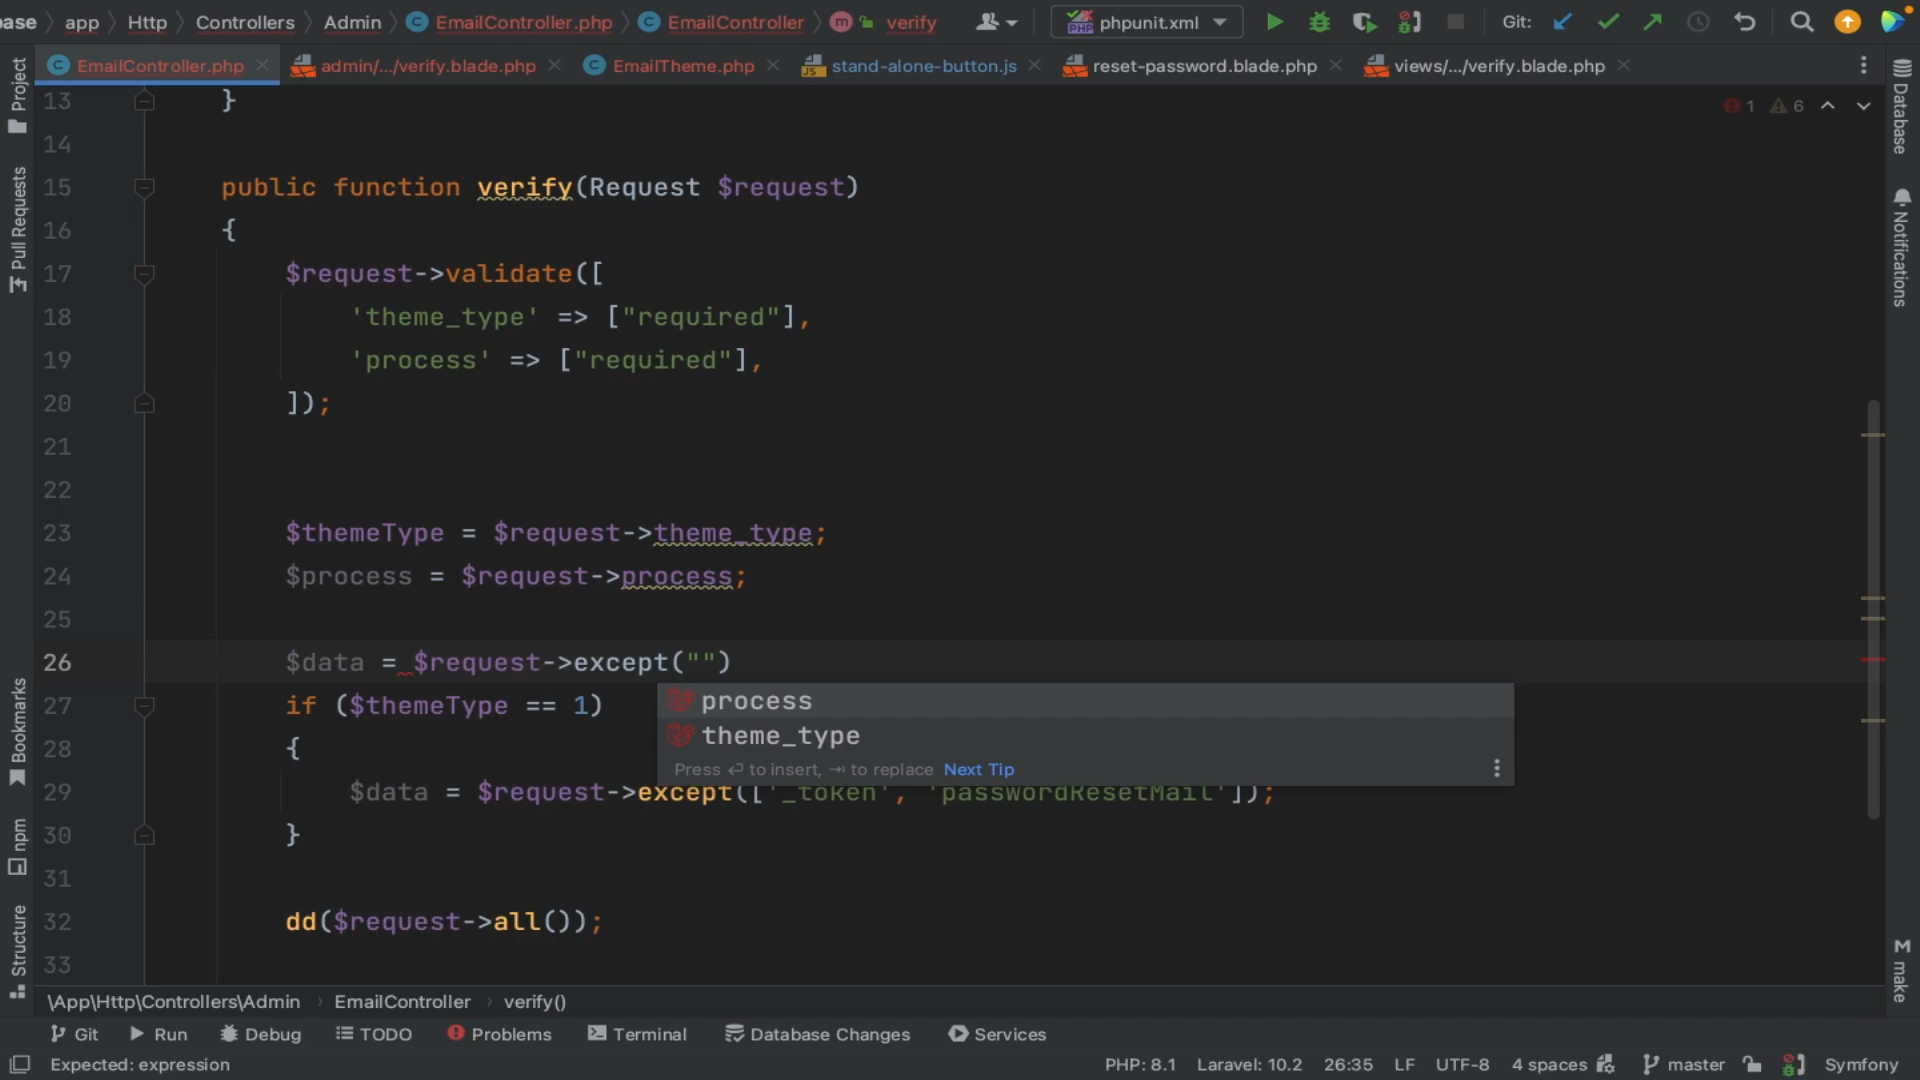 ase app Http Controllers Admin EmailController.php EmailController m verify phpunit.xml Git:
EmailController.php admin/.../verify.blade.php EmailTheme.php stand-alone-button.js reset-password.blade.php views/.../verify.blade.php
Project
Pull Requests
Bookmarks
npm
Structure
Database
Notifications
make
1 6
13 }
14
15 public function verify(Request $request)
16 {
17 $request->validate([
18 'theme_type' => ["required"],
19 'process' => ["required"],
20 ]);
21
22
23 $themeType = $request->theme_type;
24 $process = $request->process;
25
26 $data = $request->except("")
27 if ($themeType == 1)
process
28 {
theme_type
Press ↩ to insert, ⇥ to replace Next Tip
29 $data = $request->except(['_token', 'passwordResetMail']);
30 }
31
32 dd($request->all());
33
\App\Http\Controllers\Admin EmailController verify()
Git Run Debug TODO Problems Terminal Database Changes Services
Expected: expression PHP: 8.1 Laravel: 10.2 26:35 LF UTF-8 4 spaces master Symfony